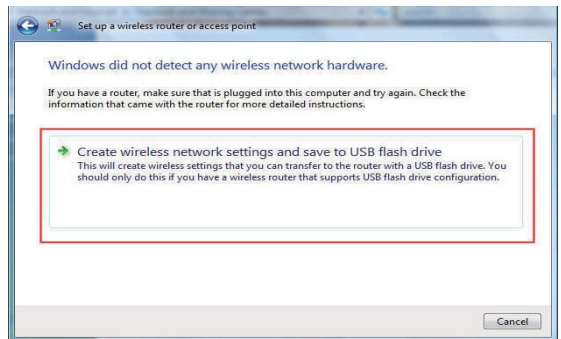 Set up a wireless router or access point
Windows did not detect any wireless network hardware.
If you have a router, make sure that is plugged into this computer and try again. Check the
information that came with the router for more detailed instructions.
Create wireless network settings and save to USB flash drive
This will create wireless settings that you can transfer to the router with a USB flash drive. You
should only do this if you have a wireless router that supports USB flash drive configuration.
Cancel